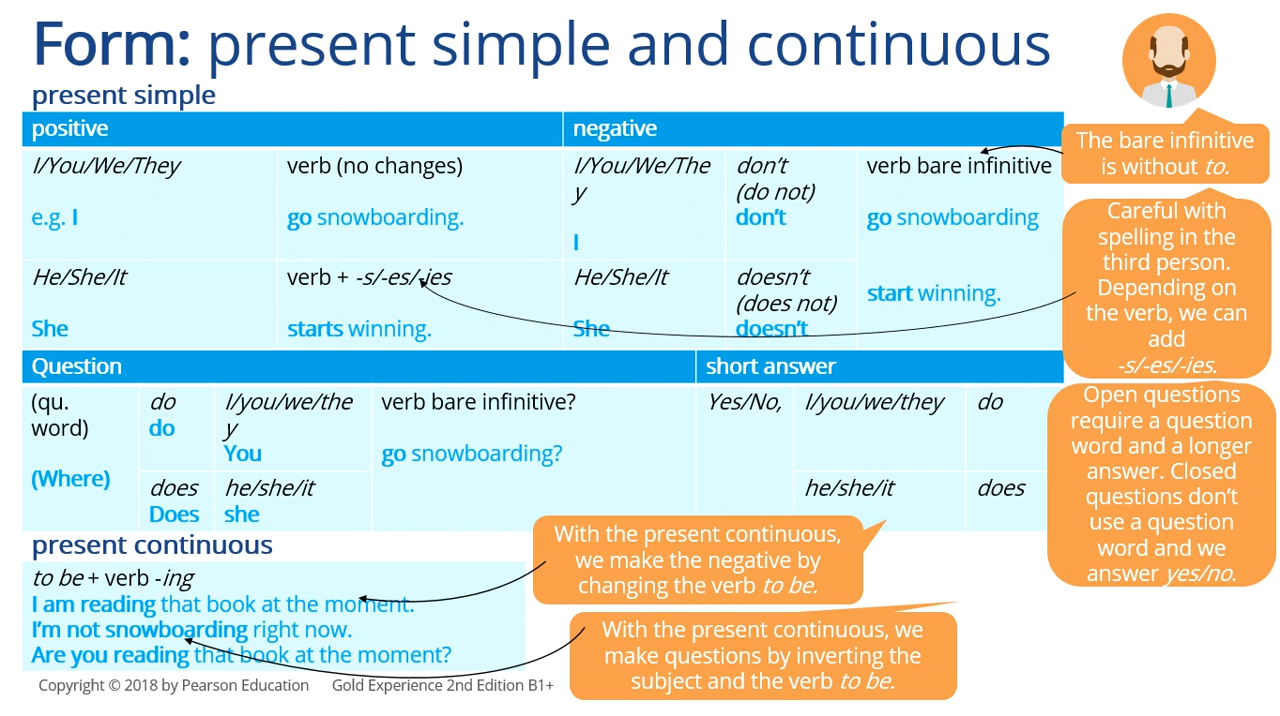 Form: present simple and continuous
present simple
positive negative
I/You/We/They verb (no changes) I/You/We/The
y don't
(do not) verb bare infinitive
e.g. I go snowboarding. I don't go snowboarding
He/She/It verb + -s/-es/-ies He/She/It doesn't
(does not)
She starts winning. She doesn't start winning.
Question short answer
(qu.
word) do I/you/we/the
y verb bare infinitive? Yes/No, I/you/we/they do
(Where) do You go snowboarding?
does he/she/it he/she/it does
Does she
present continuous
to be + verb -ing
I am reading that book at the moment.
I'm not snowboarding right now.
Are you reading that book at the moment?
The bare infinitive
is without to.
Careful with
spelling in the
third person.
Depending on
the verb, we can
add
-s/-es/-ies.
Open questions
require a question
word and a longer
answer. Closed
questions don't
use a question
word and we
answer yes/no.
With the present continuous,
we make the negative by
changing the verb to be.
With the present continuous, we
make questions by inverting the
subject and the verb to be.
Copyright © 2018 by Pearson Education Gold Experience 2nd Edition B1+